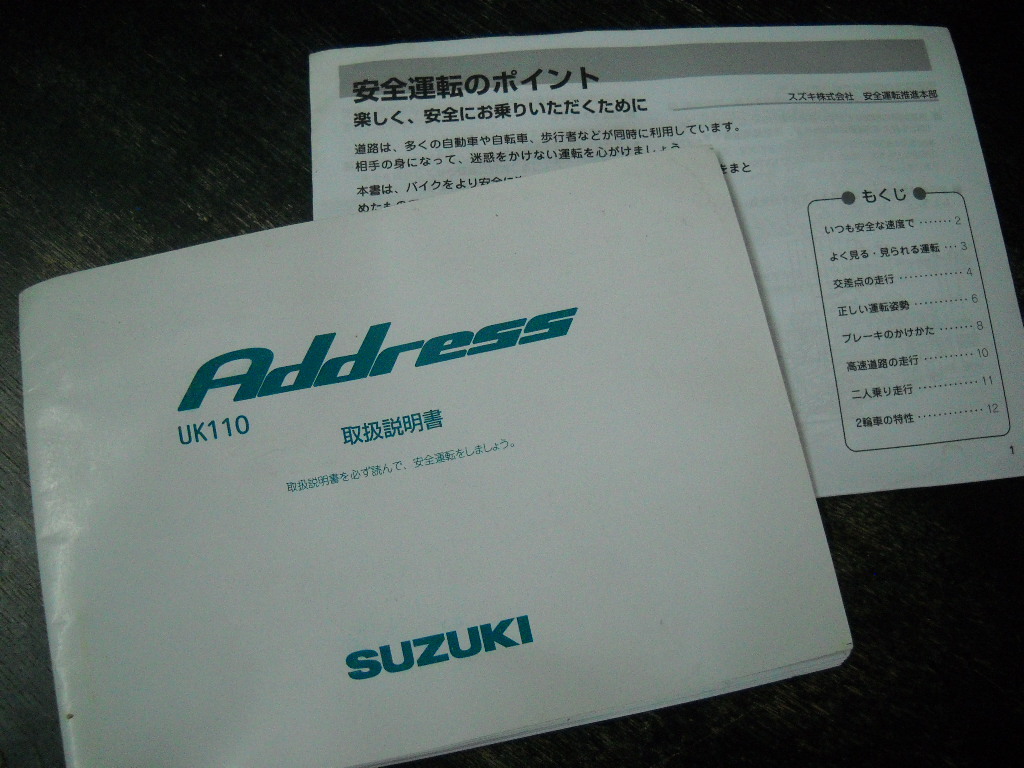 安全運転のポイント
楽しく、安全にお乗りいただくために
スズキ株式会社 安全運転推進本部
道路は、多くの自動車や自転車、歩行者などが同時に利用しています。
相手の身になって、迷惑をかけない運転を心がけましょう
本書は、バイクをより安全に
をまと
めたもの
もくじ
いつも安全な速度で ······· 2
よく見る・見られる運転 ··· 3
交差点の走行 ············· 4
正しい運転姿勢 ··········· 6
ブレーキのかけかた ······· 8
高速道路の走行 ·········· 10
二人乗り走行 ············ 11
2輪車の特性 ············· 12
1
Address
UK110
取扱説明書
取扱説明書を必ず読んで、安全運転をしましょう。
SUZUKI